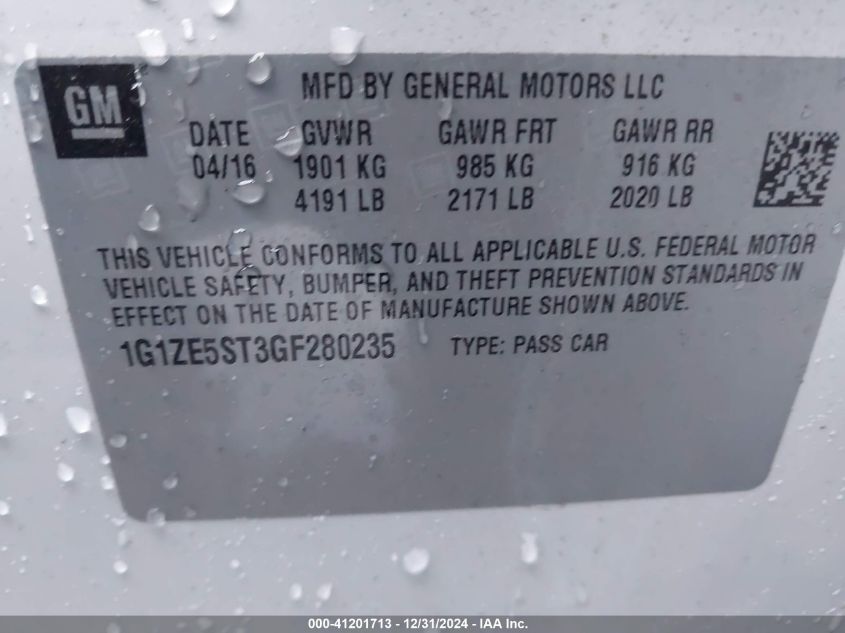 GM
MFD BY GENERAL MOTORS LLC
DATE GVWR GAWR FRT GAWR RR
04/16 1901 KG 985 KG 916 KG
4191 LB 2171 LB 2020 LB
THIS VEHICLE CONFORMS TO ALL APPLICABLE U.S. FEDERAL MOTOR
VEHICLE SAFETY, BUMPER, AND THEFT PREVENTION STANDARDS IN
EFFECT ON THE DATE OF MANUFACTURE SHOWN ABOVE.
1G1ZE5ST3GF280235 TYPE: PASS CAR
000-41201713 - 12/31/2024 - IAA Inc.